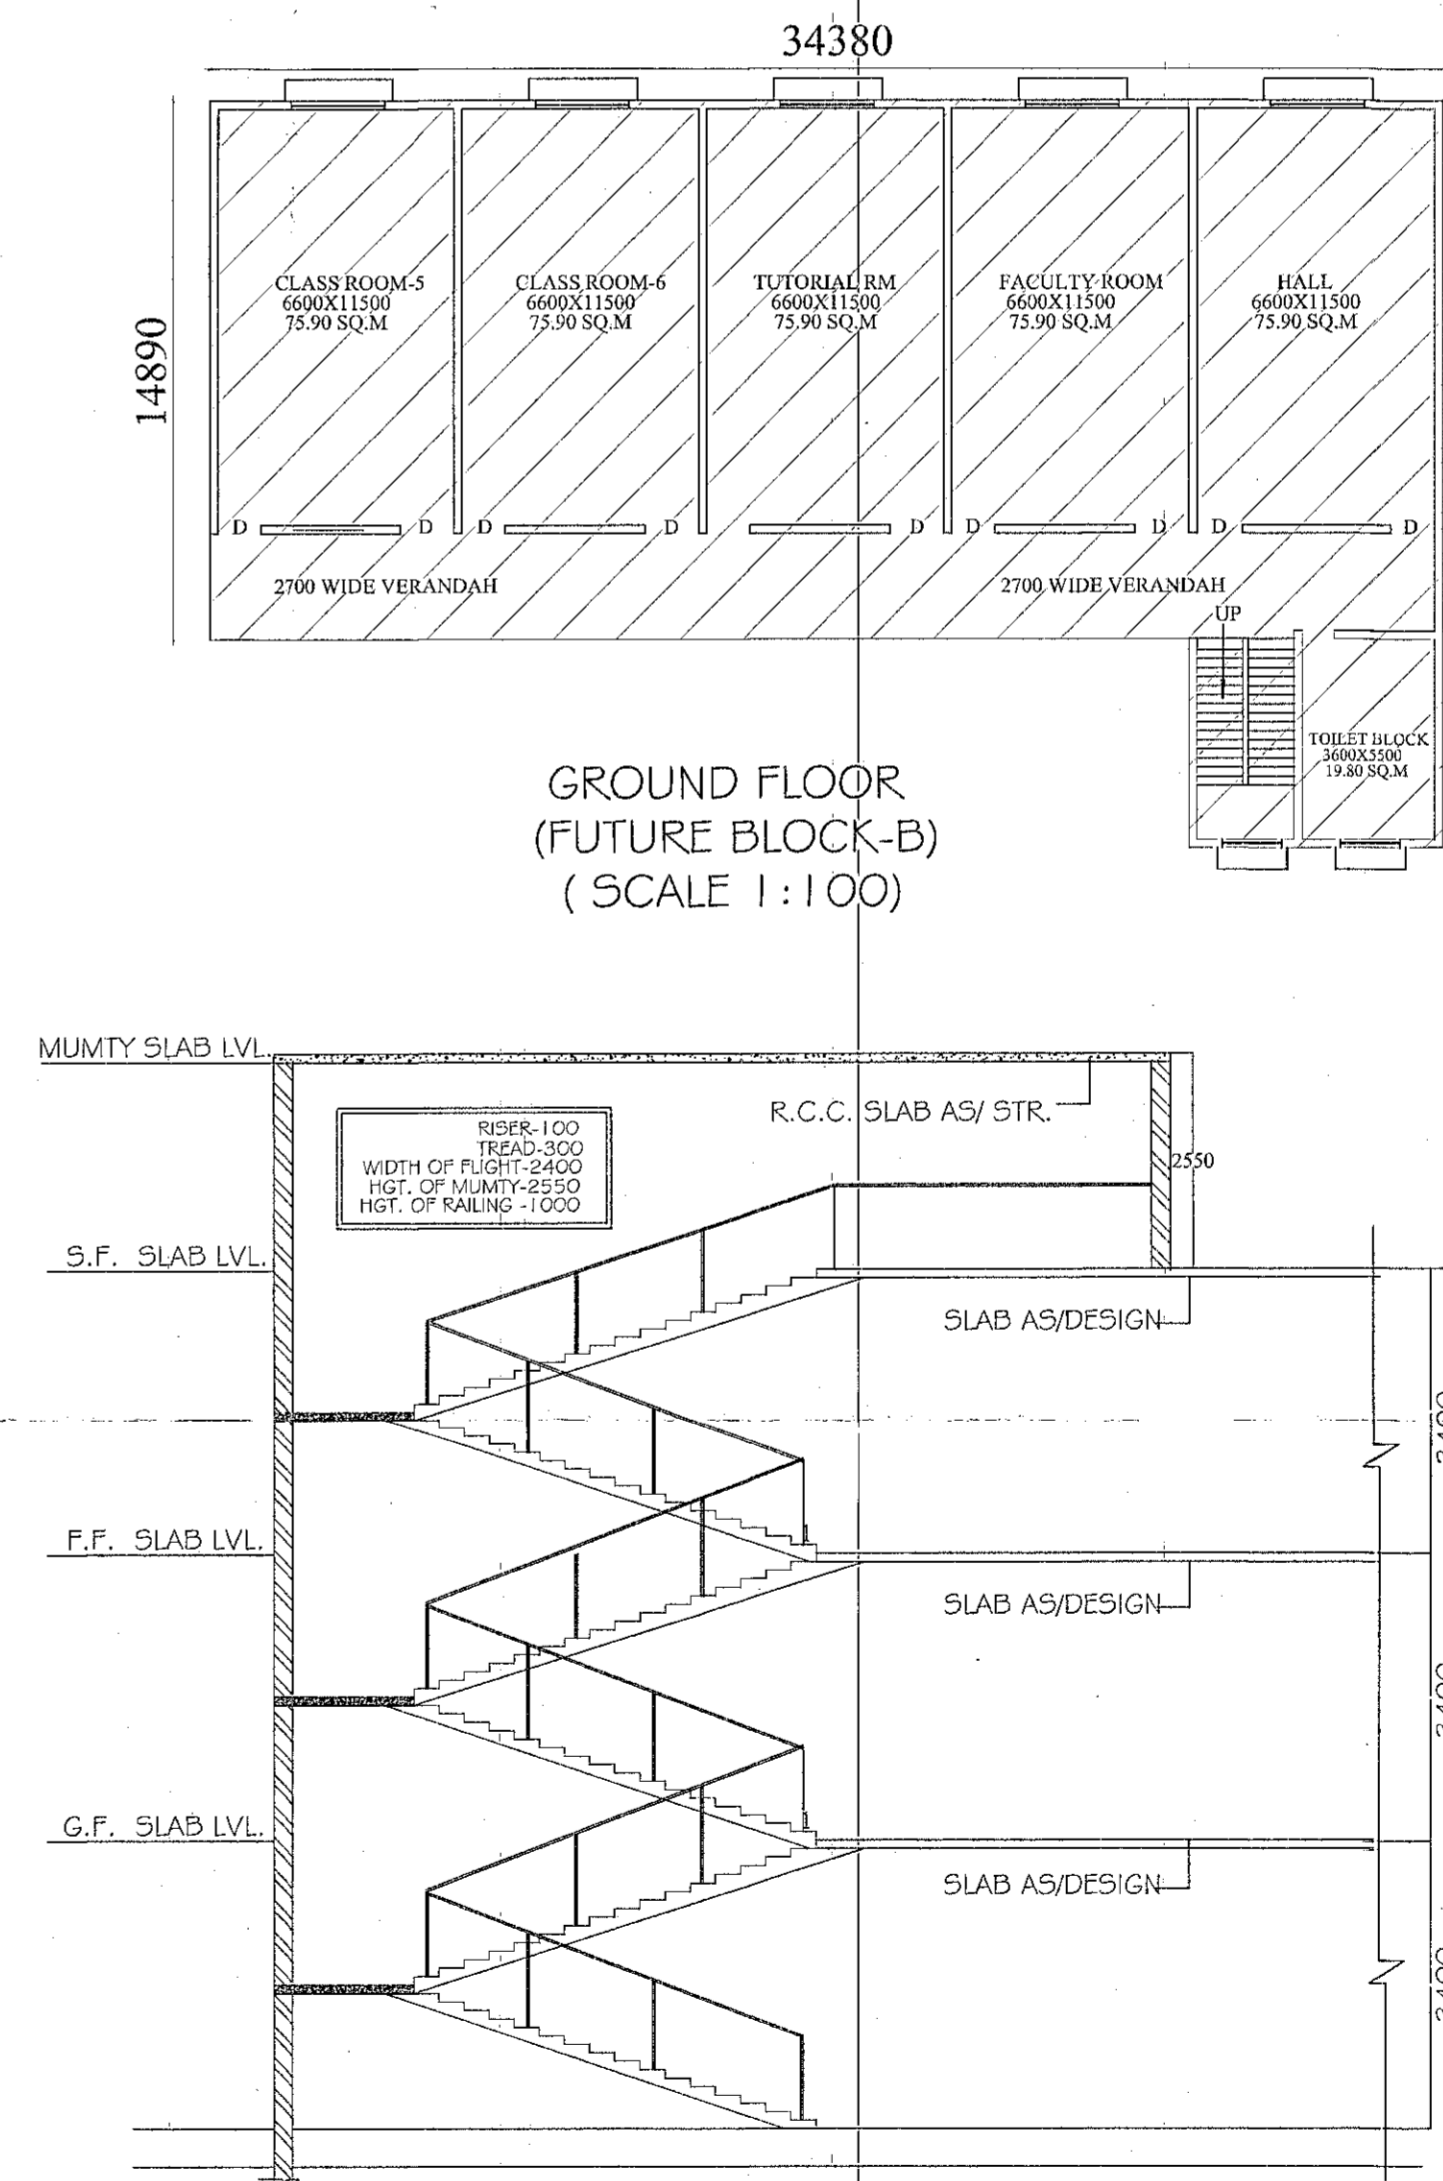 34380
14890
CLASS ROOM-5
6600X11500
75.90 SQ.M
CLASS ROOM-6
6600X11500
75.90 SQ.M
TUTORIAL RM
6600X11500
75.90 SQ.M
FACULTY ROOM
6600X11500
75.90 SQ.M
HALL
6600X11500
75.90 SQ.M
D D D D D D D D D
2700 WIDE VERANDAH
2700 WIDE VERANDAH
UP
TOILET BLOCK
3600X5500
19.80 SQ.M
GROUND FLOOR
(FUTURE BLOCK-B)
( SCALE 1:100)
MUMTY SLAB LVL.
R.C.C. SLAB AS/ STR.
RISER-100
TREAD-300
WIDTH OF FLIGHT-2400
HGT. OF MUMTY-2550
HGT. OF RAILING -1000
2550
S.F. SLAB LVL.
SLAB AS/DESIGN
F.F. SLAB LVL.
SLAB AS/DESIGN
G.F. SLAB LVL.
SLAB AS/DESIGN